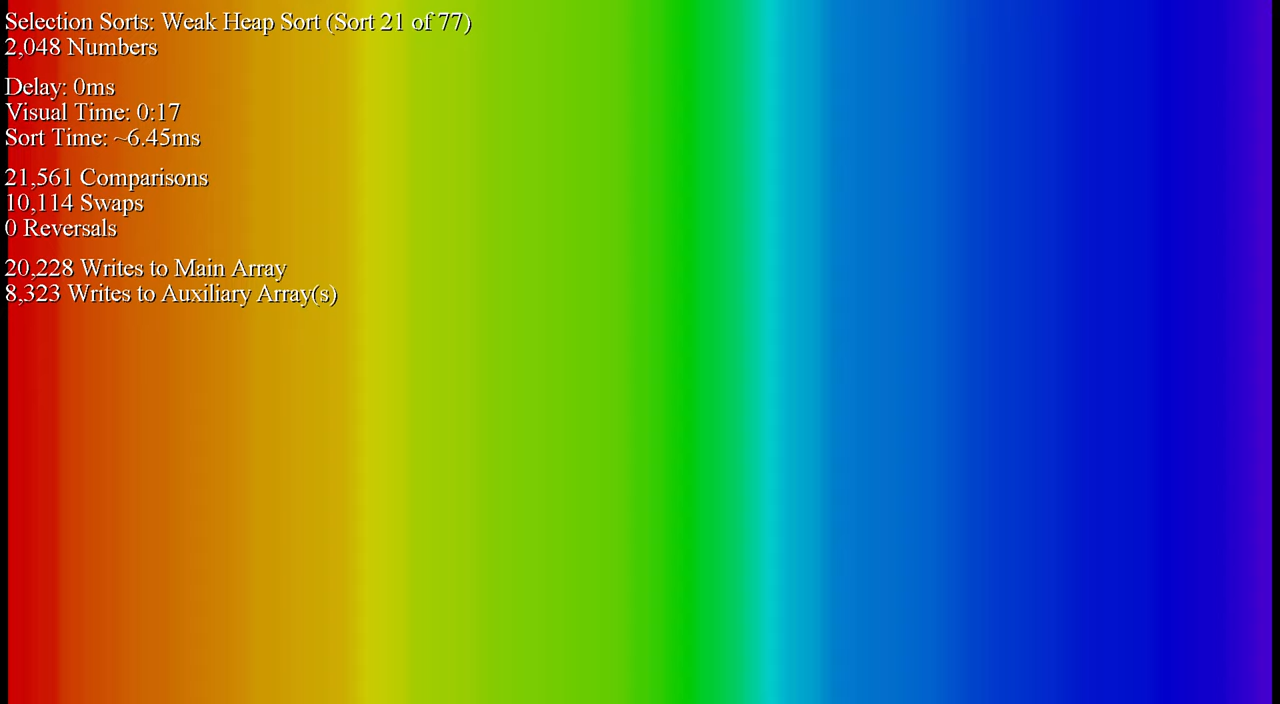 Selection Sorts: Weak Heap Sort (Sort 21 of 77)
2,048 Numbers
Delay: 0ms
Visual Time: 0:17
Sort Time: ~6.45ms
21,561 Comparisons
10,114 Swaps
0 Reversals
20,228 Writes to Main Array
8,323 Writes to Auxiliary Array(s)